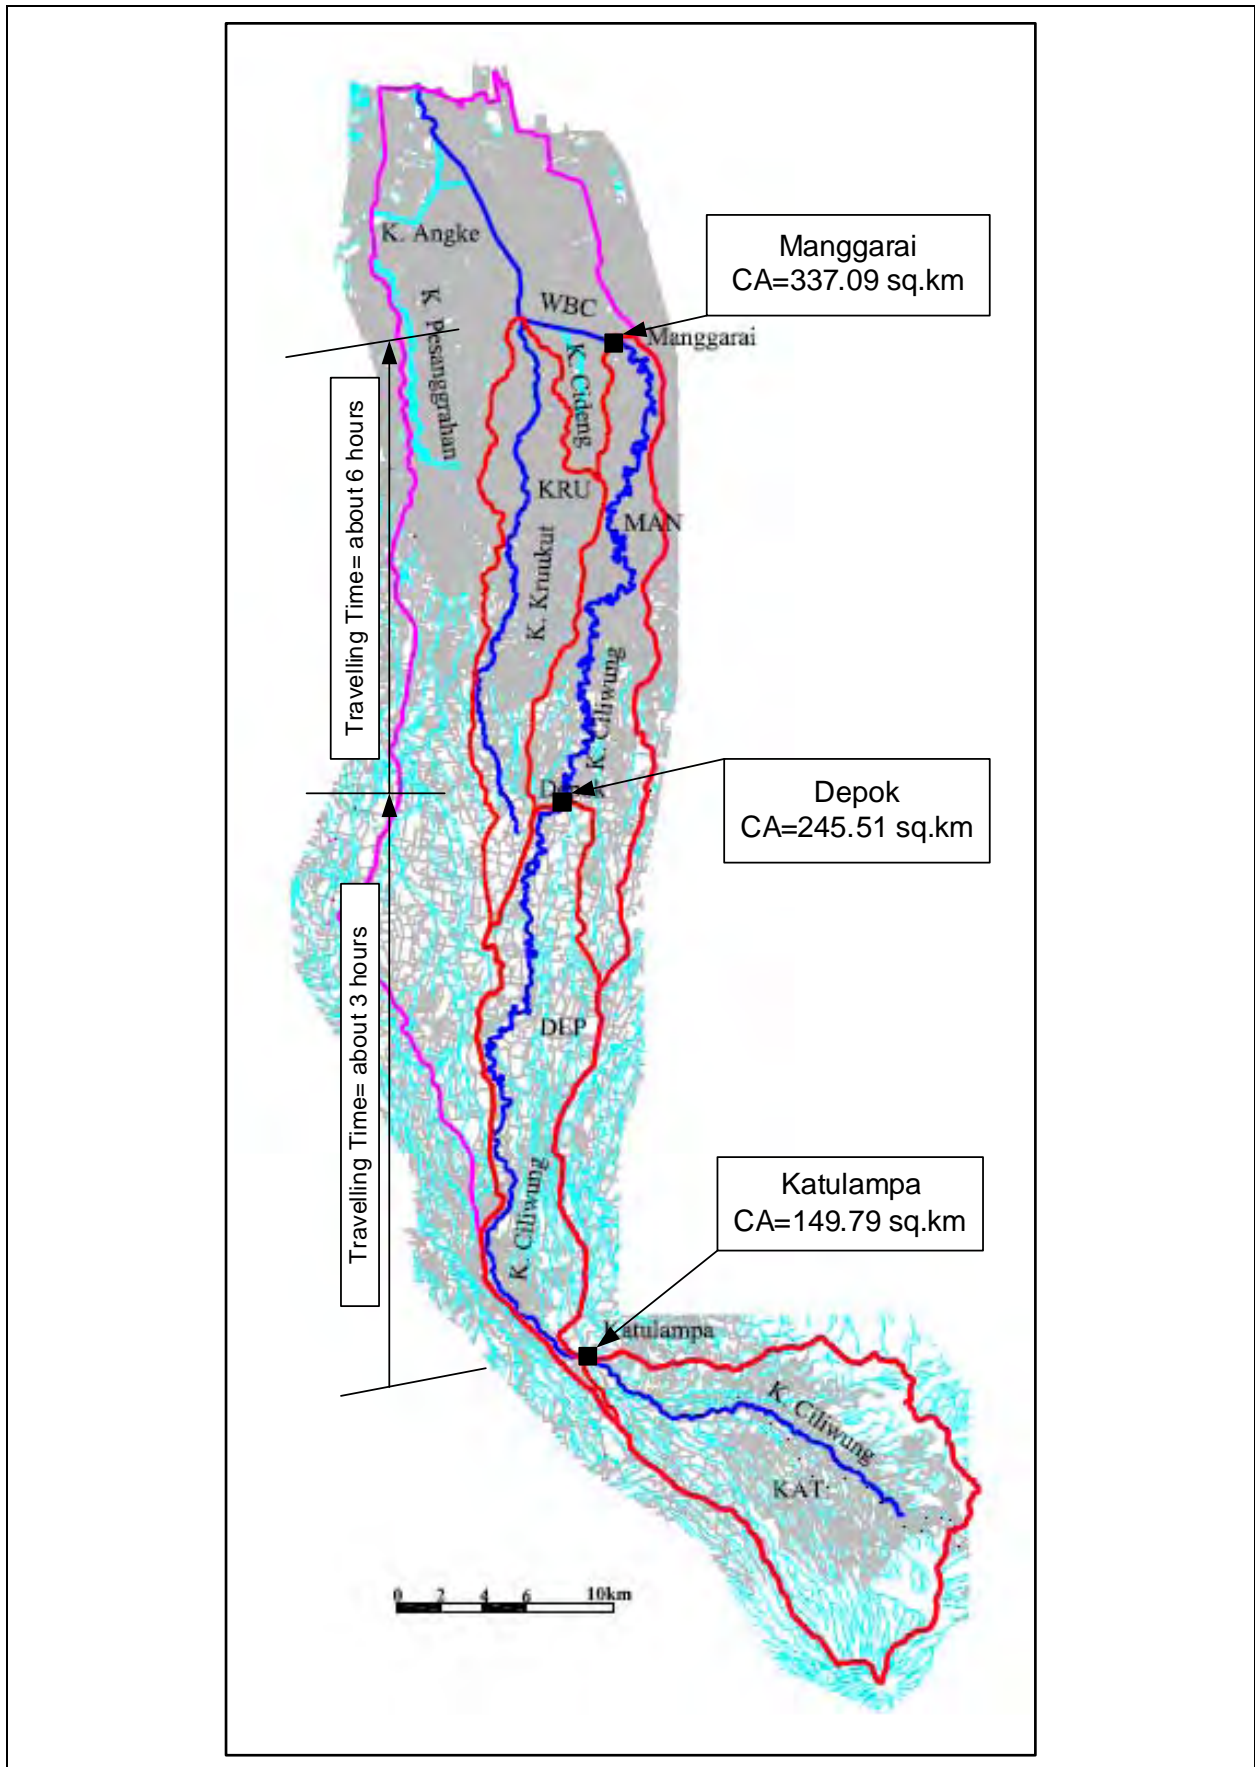 K. Angke
Manggarai
CA=337.09 sq.km
WBC
Manggarai
K. Pesanggrahan
K. Cideng
Travelling Time= about 6 hours
KRU
MAN
K. Kruukut
K. Ciliwung
Depok
CA=245.51 sq.km
Travelling Time= about 3 hours
DEP
K. Ciliwung
Katulampa
CA=149.79 sq.km
Katulampa
K. Ciliwung
KAT
0 2 4 6 10km